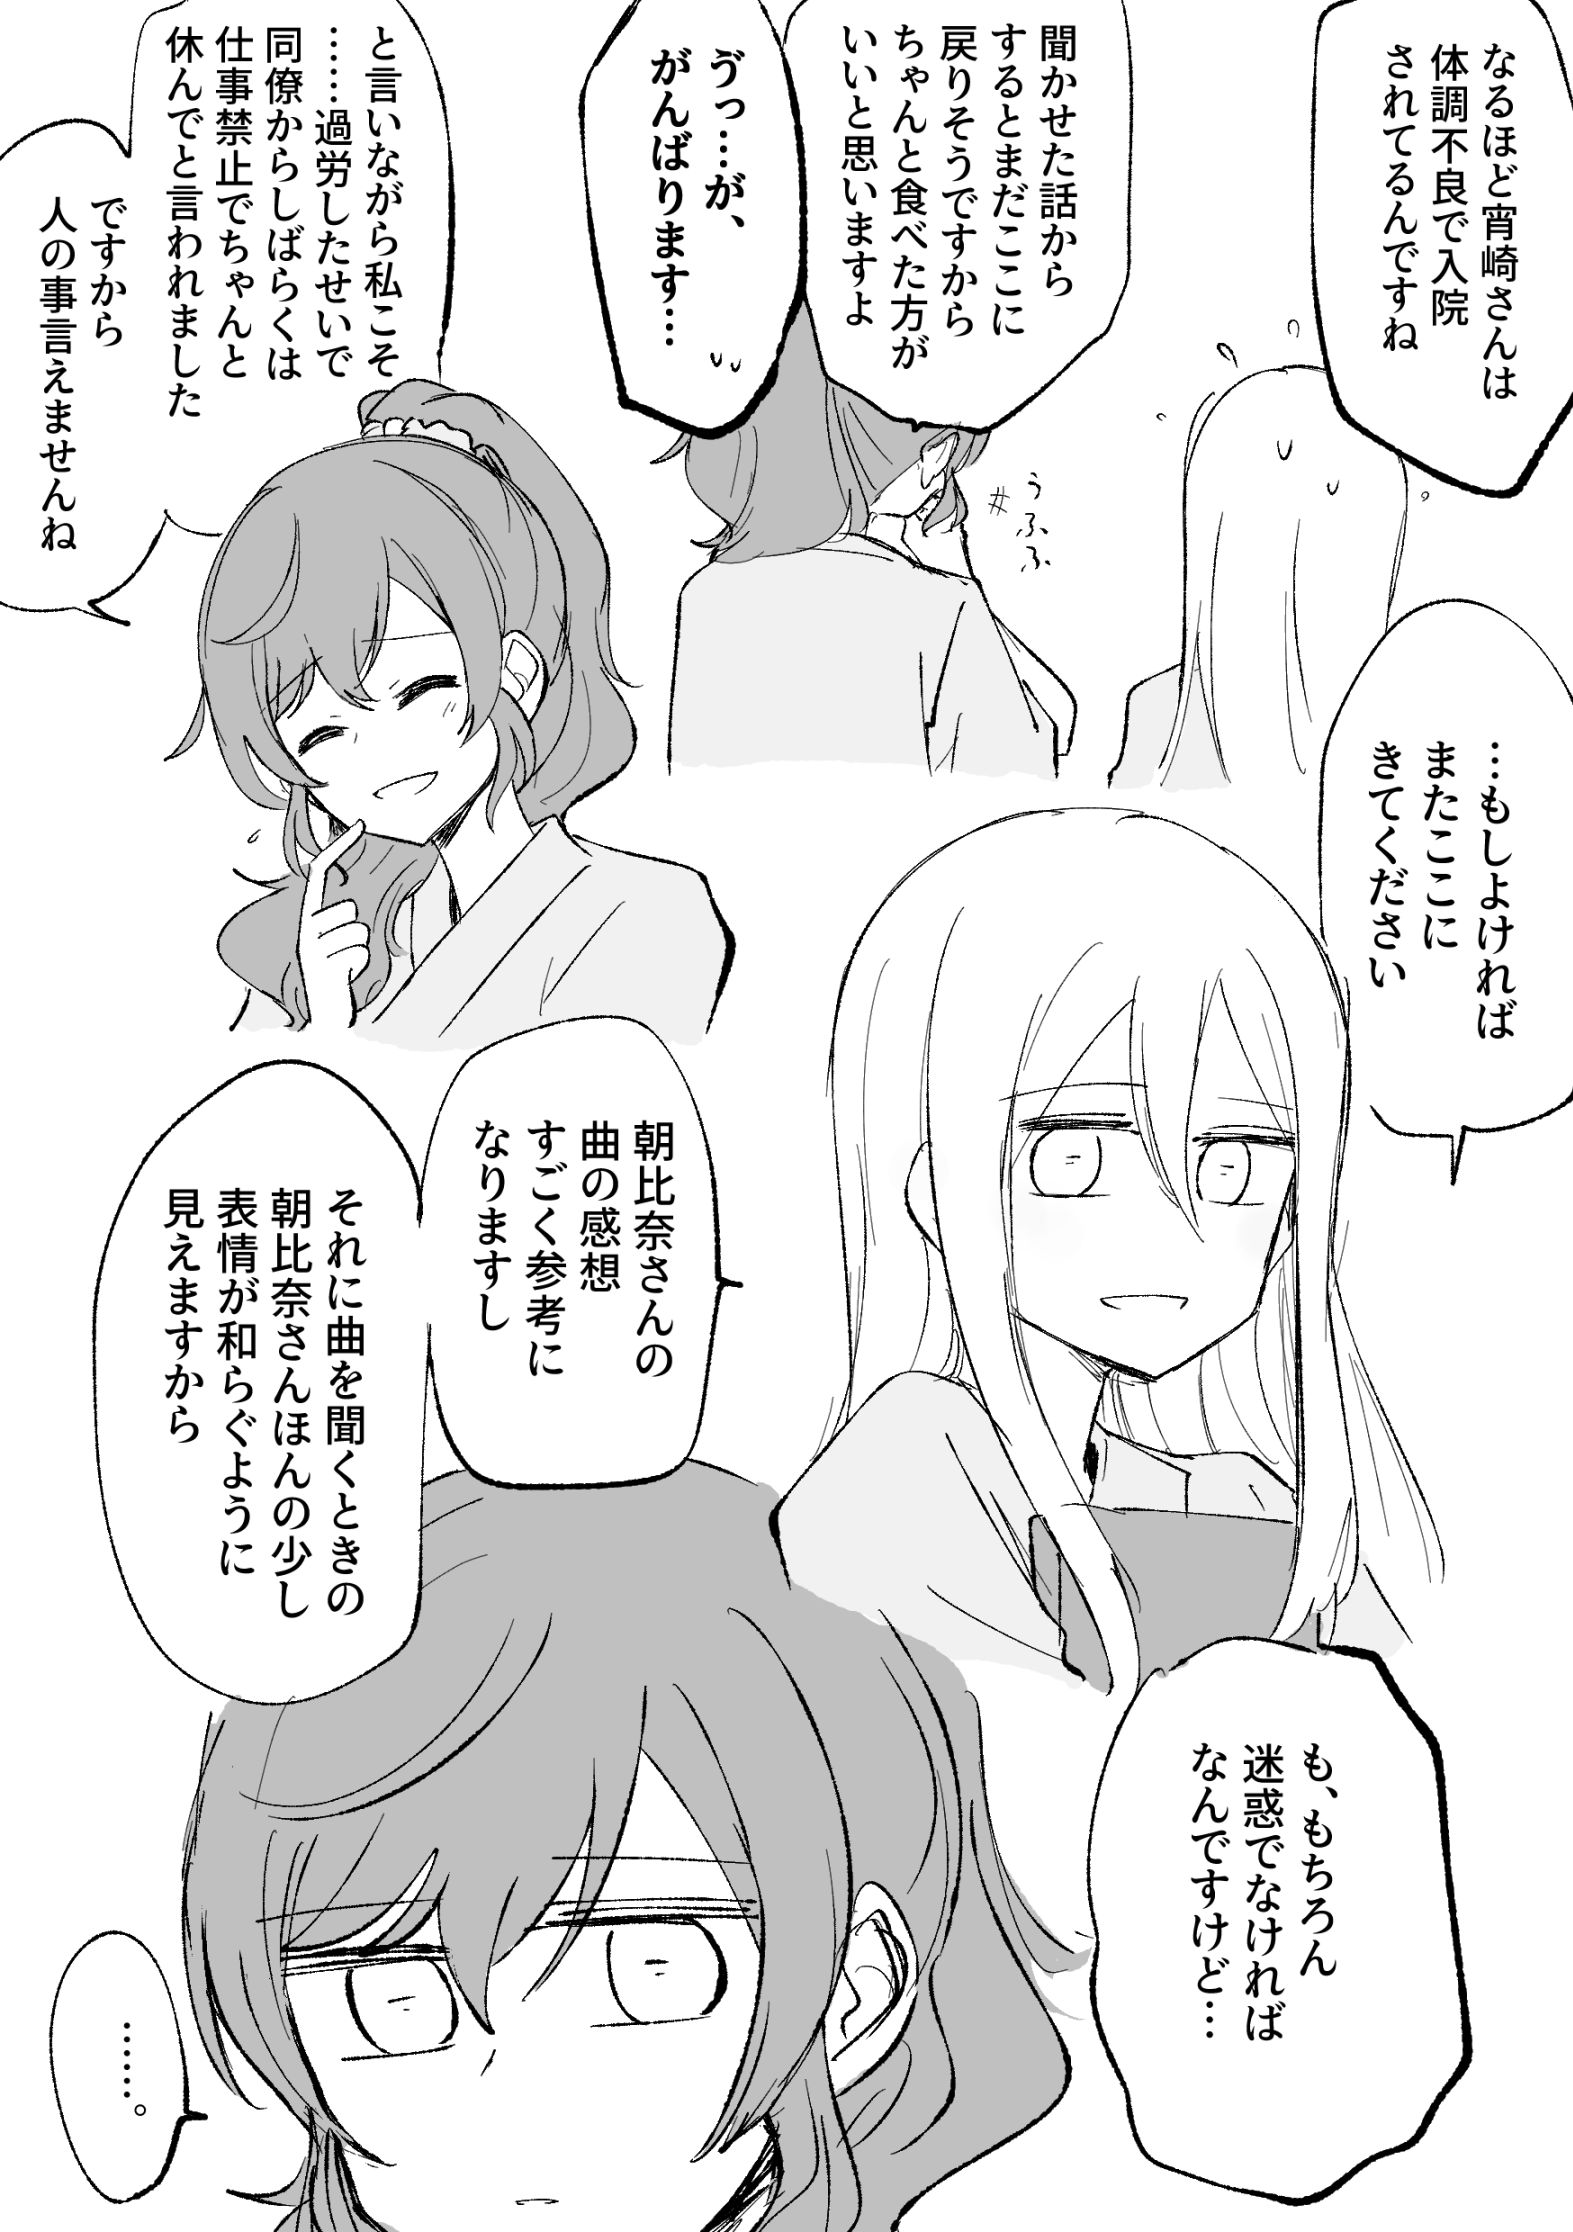 なるほど宵崎さんは
体調不良で入院
されてるんですね
聞かせた話から
するとまだここに
戻りそうですから
ちゃんと食べた方が
いいと思いますよ
ゔっ…が、
がんばります…
うふふ
と言いながら私こそ
……過労したせいで
同僚からしばらくは
仕事禁止でちゃんと
休んでと言われました
ですから
人の事言えませんね
…もしよければ
またここに
きてください
朝比奈さんの
曲の感想
すごく参考に
なりますし
それに曲を聞くときの
朝比奈さんほんの少し
表情が和らぐように
見えますから
も、もちろん
迷惑でなければ
なんですけど…
……。